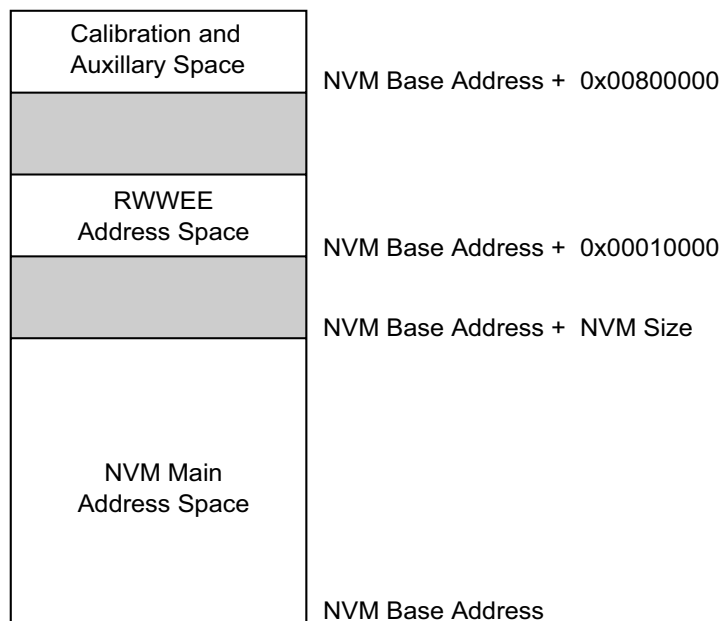 Calibration and
Auxillary Space
NVM Base Address + 0x00800000
RWWEE
Address Space
NVM Base Address + 0x00010000
NVM Base Address + NVM Size
NVM Main
Address Space
NVM Base Address